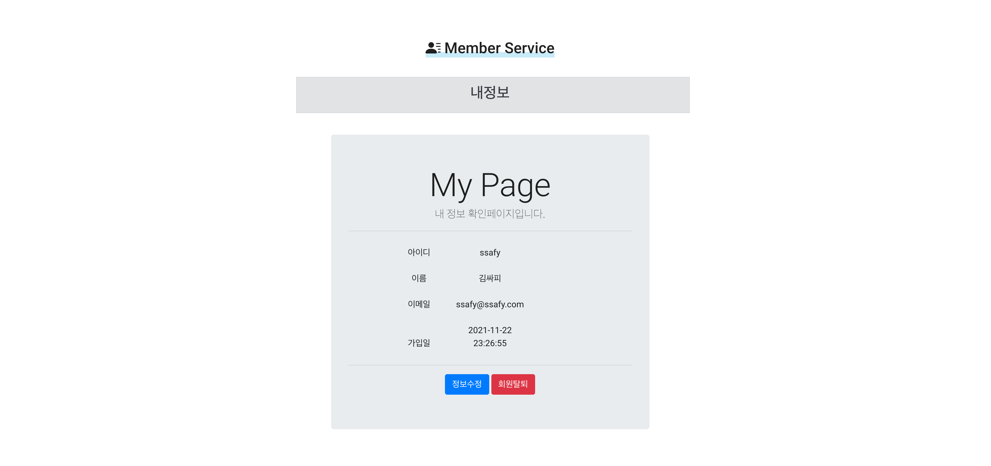 Member Service
내정보
My Page
내 정보 확인페이지입니다.
아이디 ssafy
이름 김싸피
이메일 ssafy@ssafy.com
2021-11-22
가입일 23:26:55
정보수정 회원탈퇴